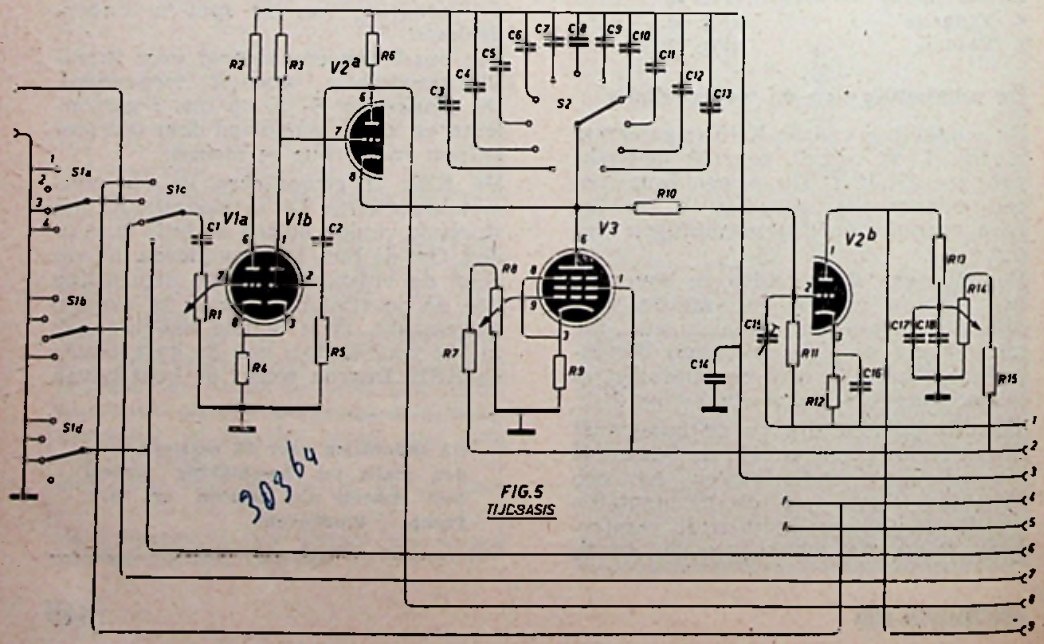 R2
R3
R6
V2ª
6
7
8
C3
C4
C5
C6
C7
C8
C9
C10
C11
C12
C13
S2
1
2
3
4
S1a
S1c
S1b
S1d
V1a
V1b
C1
C2
6
1
7
2
8
3
R1
R4
R5
R7
R8
R9
V3
6
8
9
1
3
R10
V2ᵇ
1
2
3
C14
C15
R11
R12
C16
R13
R14
C17
C18
R15
1
2
3
4
5
6
7
8
9
30364
FIG.5
TIJDBASIS